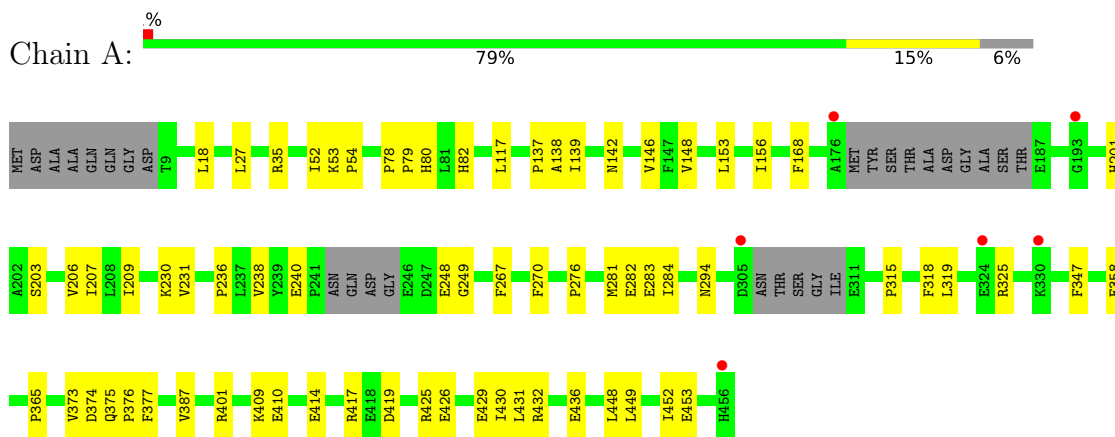 .%
Chain A:
79% 15% 6%
MET ASP ALA ALA GLN GLN GLY ASP T9 L18 L27 R35 I52 K53 P54 P78 P79 H80 L81 H82 L117 P137 A138 I139 N142 V146 F147 V148 L153 I156 F168 A176 MET TYR SER THR ALA ASP GLY ALA SER THR E187 G193 H201
A202 S203 V206 I207 L208 I209 K230 V231 P236 L237 V238 Y239 E240 P241 ASN GLN ASP GLY E246 D247 E248 G249 F267 F270 P276 M281 E282 E283 I284 N294 D305 ASN THR SER GLY ILE E311 P315 F318 L319 E324 R325 K330 F347
P365 V373 D374 Q375 P376 F377 V387 R401 K409 E410 E414 R417 E418 D419 R425 E426 E429 I430 L431 R432 E436 L448 L449 I452 E453 H456